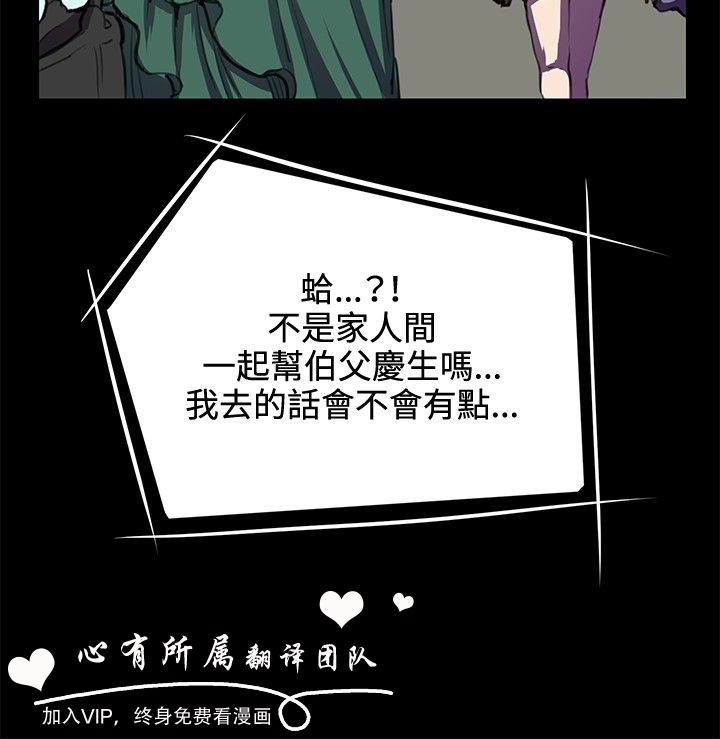 蛤...?!
不是家人間
一起幫伯父慶生嗎...
我去的話會不會有點...
心有所属翻译团队
加入VIP，终身免费看漫画